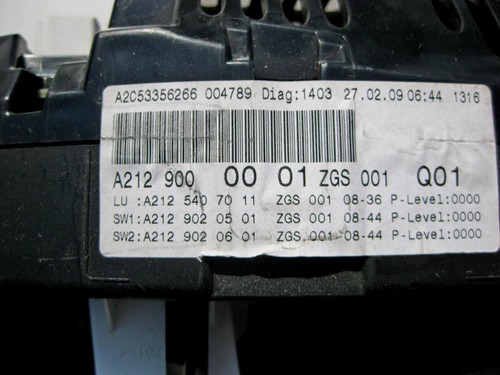 A2C53356266 004789 Diag:1403 27.02.09 06:44 1316
A212 900 00 01 ZGS 001 Q01
LU :A212 540 70 11 ZGS 001 08-36 P-Level:0000
SW1:A212 902 05 01 ZGS 001 08-44 P-Level:0000
SW2:A212 902 06 01 ZGS 001 08-44 P-Level:0000